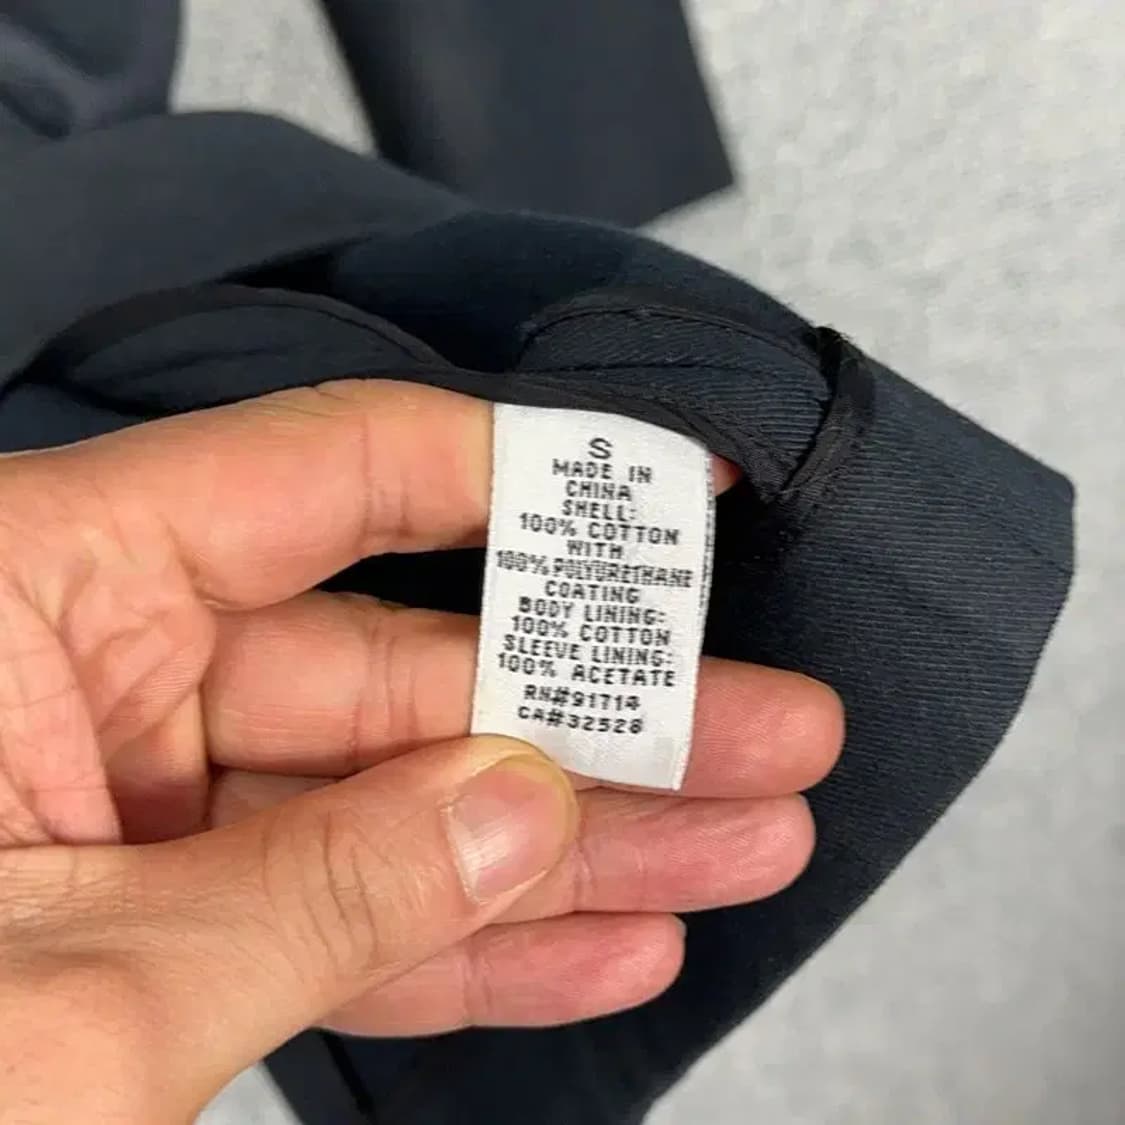 S
MADE IN
CHINA
SHELL:
100% COTTON
WITH
100% POLYURETHANE
COATING
BODY LINING:
100% COTTON
SLEEVE LINING:
100% ACETATE
RN#91714
CA#32528